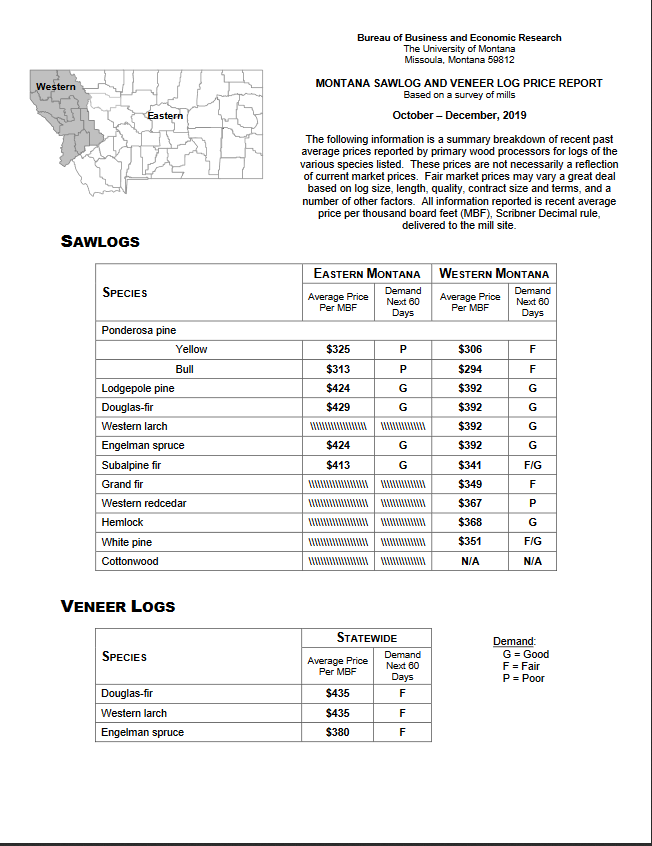 Bureau of Business and Economic Research
The University of Montana
Missoula, Montana 59812
Western
Eastern
MONTANA SAWLOG AND VENEER LOG PRICE REPORT
Based on a survey of mills
October – December, 2019
The following information is a summary breakdown of recent past
average prices reported by primary wood processors for logs of the
various species listed. These prices are not necessarily a reflection
of current market prices. Fair market prices may vary a great deal
based on log size, length, quality, contract size and terms, and a
number of other factors. All information reported is recent average
price per thousand board feet (MBF), Scribner Decimal rule,
delivered to the mill site.
SAWLOGS
SPECIES
EASTERN MONTANA WESTERN MONTANA
Average Price Per MBF Demand Next 60 Days Average Price Per MBF Demand Next 60 Days
Ponderosa pine
Yellow $325 P $306 F
Bull $313 P $294 F
Lodgepole pine $424 G $392 G
Douglas-fir $429 G $392 G
Western larch \\\\\\\\\\\\\\\\\\\\ \\\\\\\\\\\\\\\ $392 G
Engelman spruce $424 G $392 G
Subalpine fir $413 G $341 F/G
Grand fir \\\\\\\\\\\\\\\\\\\\ \\\\\\\\\\\\\\\ $349 F
Western redcedar \\\\\\\\\\\\\\\\\\\\ \\\\\\\\\\\\\\\ $367 P
Hemlock \\\\\\\\\\\\\\\\\\\\ \\\\\\\\\\\\\\\ $368 G
White pine \\\\\\\\\\\\\\\\\\\\ \\\\\\\\\\\\\\\ $351 F/G
Cottonwood \\\\\\\\\\\\\\\\\\\\ \\\\\\\\\\\\\\\ N/A N/A
VENEER LOGS
SPECIES
STATEWIDE
Average Price Per MBF Demand Next 60 Days
Douglas-fir $435 F
Western larch $435 F
Engelman spruce $380 F
Demand:
G = Good
F = Fair
P = Poor